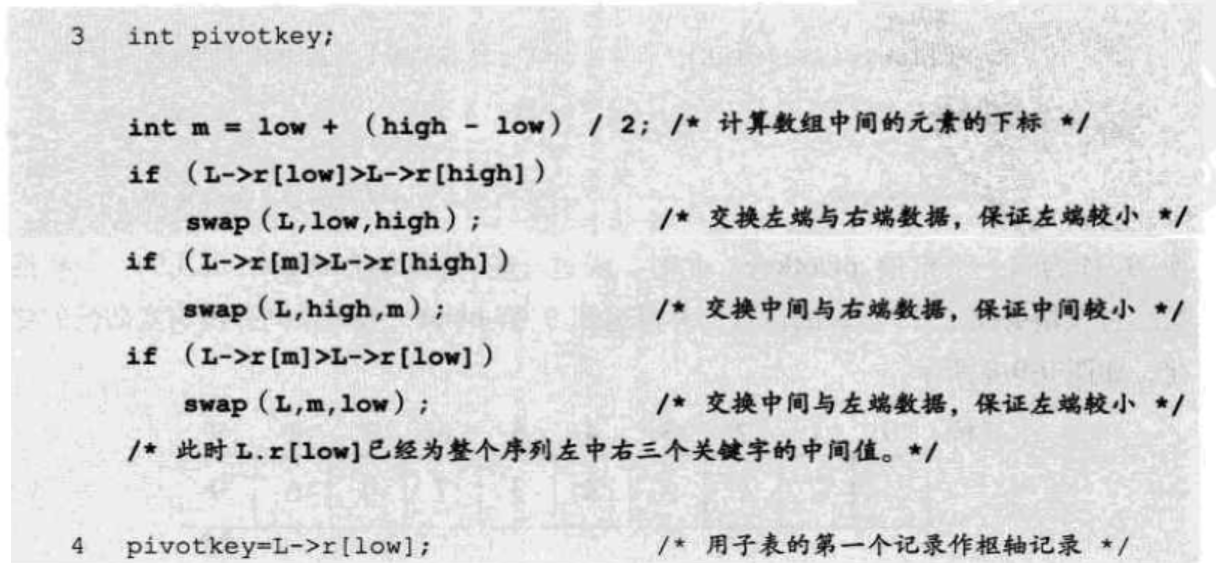 3 int pivotkey;
int m = low + (high - low) / 2; /* 计算数组中间的元素的下标 */
if (L->r[low]>L->r[high])
swap(L,low,high); /* 交换左端与右端数据，保证左端较小 */
if (L->r[m]>L->r[high])
swap(L,high,m); /* 交换中间与右端数据，保证中间较小 */
if (L->r[m]>L->r[low])
swap(L,m,low); /* 交换中间与左端数据，保证左端较小 */
/* 此时 L.r[low]已经为整个序列左中右三个关键字的中间值。*/
4 pivotkey=L->r[low]; /* 用子表的第一个记录作枢轴记录 */